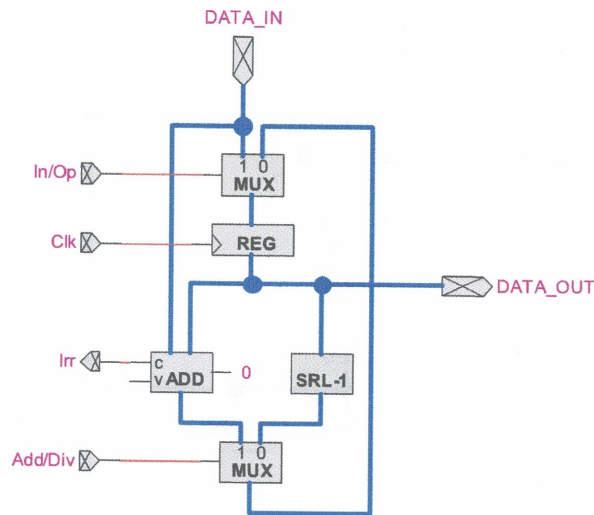 DATA_IN
1 0
In/Op
MUX
Clk
REG
DATA_OUT
Irr
C
V ADD
0
SRL-1
1 0
Add/Div
MUX